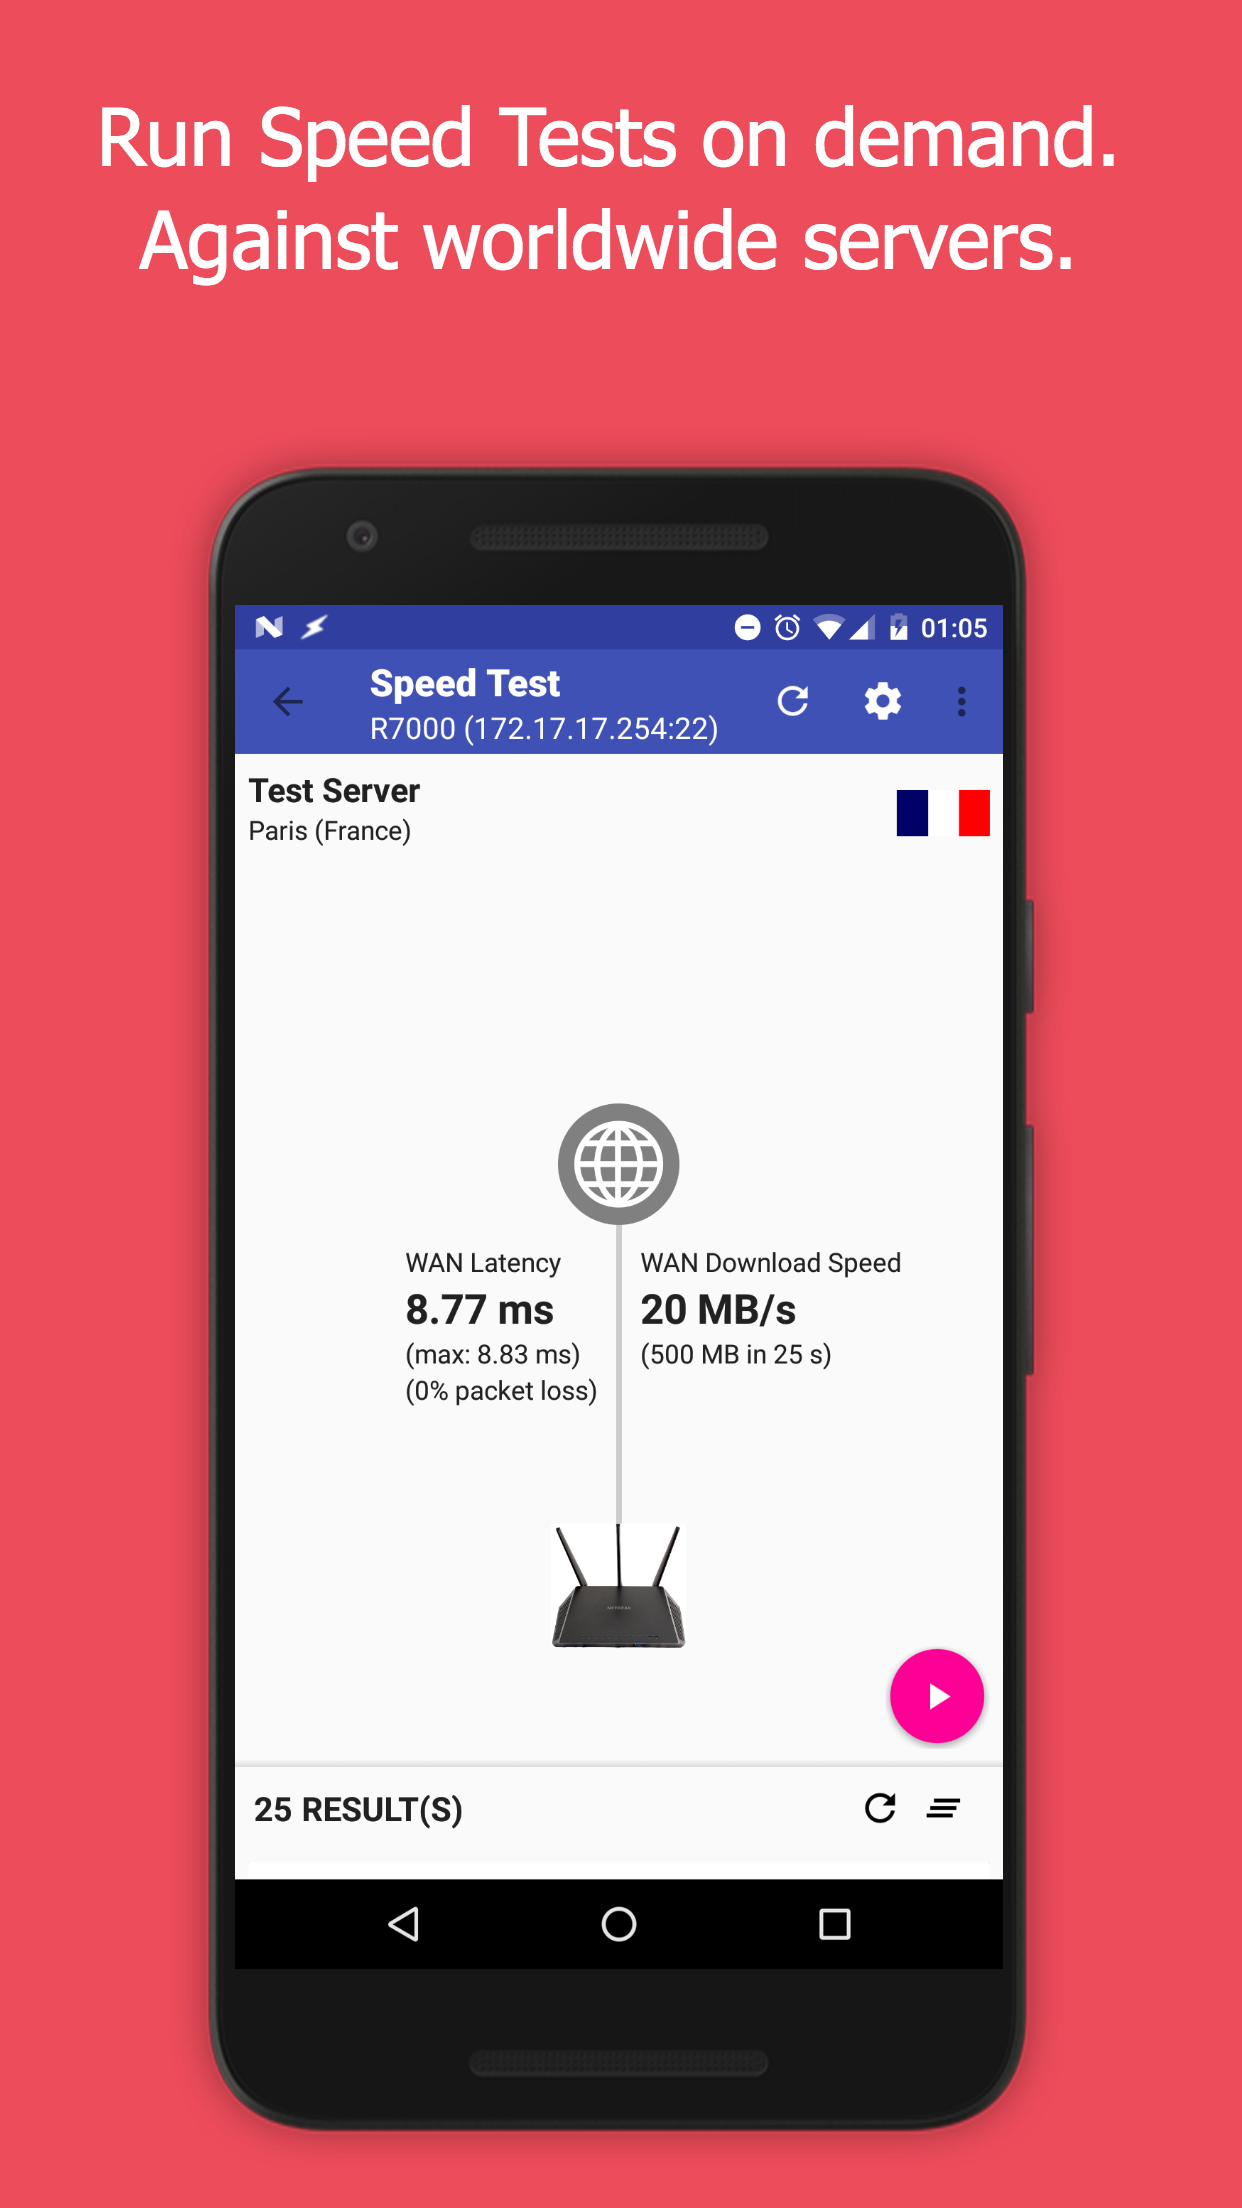 Run Speed Tests on demand.
Against worldwide servers.
01:05
Speed Test
R7000 (172.17.17.254:22)
Test Server
Paris (France)
WAN Latency
8.77 ms
(max: 8.83 ms)
(0% packet loss)
WAN Download Speed
20 MB/s
(500 MB in 25 s)
NETGEAR
25 RESULT(S)